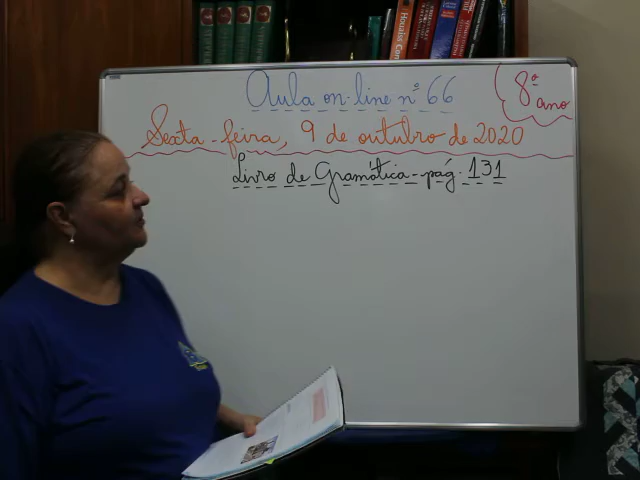 Aula on-line nº 66
8º ano
Sexta-feira, 9 de outubro de 2020
Livro de Gramática - pág. 131